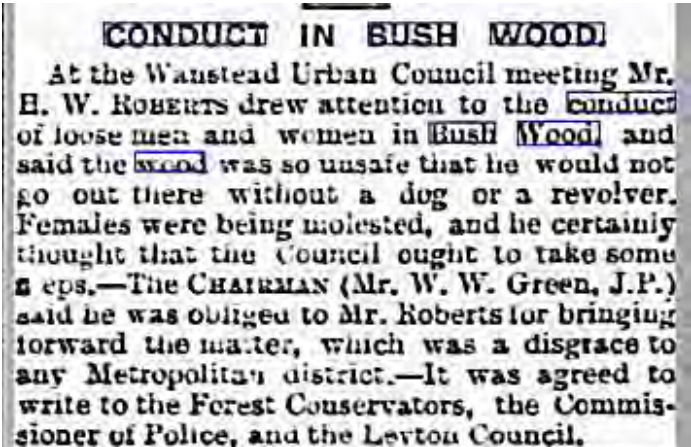 CONDUCT IN BUSH WOOD.
At the Wanstead Urban Council meeting Mr.
H. W. ROBERTS drew attention to the conduct
of loose men and women in Bush Wood, and
said the wood was so unsafe that he would not
go out there without a dog or a revolver.
Females were being molested, and he certainly
thought that the Council ought to take some
s eps.—The CHAIRMAN (Mr. W. W. Green, J.P.)
said he was obliged to Mr. Roberts for bringing
forward the matter, which was a disgrace to
any Metropolitan district.—It was agreed to
write to the Forest Conservators, the Commis-
sioner of Police, and the Leyton Council.